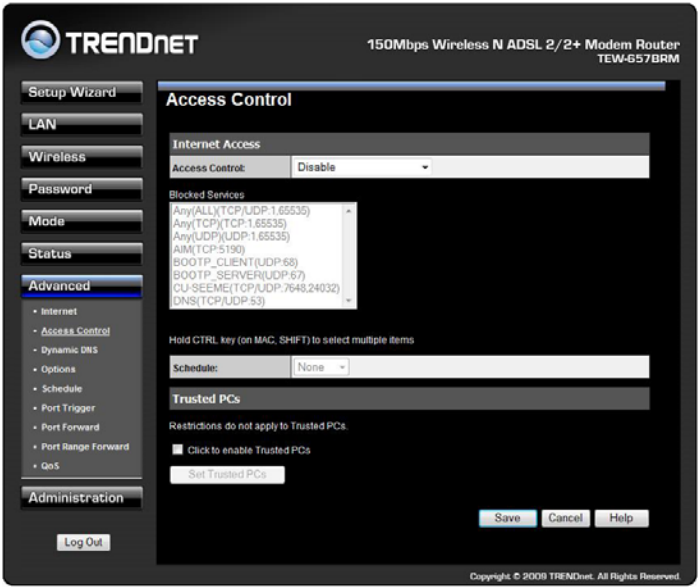 TRENDNET
150Mbps Wireless N ADSL 2/2+ Modem Router
TEW-657BRM
Setup Wizard
LAN
Wireless
Password
Mode
Status
Advanced
• Internet
• Access Control
• Dynamic DNS
• Options
• Schedule
• Port Trigger
• Port Forward
• Port Range Forward
• QoS
Administration
Log Out
Access Control
Internet Access
Access Control: Disable
Blocked Services
Any(ALL)(TCP/UDP:1,65535)
Any(TCP)(TCP:1,65535)
Any(UDP)(UDP:1,65535)
AIM(TCP:5190)
BOOTP_CLIENT(UDP:68)
BOOTP_SERVER(UDP:67)
CU-SEEME(TCP/UDP:7648,24032)
DNS(TCP/UDP:53)
Hold CTRL key (on MAC, SHIFT) to select multiple items
Schedule: None
Trusted PCs
Restrictions do not apply to Trusted PCs.
Click to enable Trusted PCs
Set Trusted PCs
Save Cancel Help
Copyright © 2009 TRENDnet. All Rights Reserved.